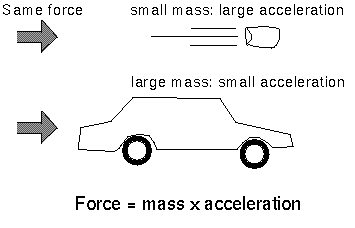 Same force
small mass: large acceleration
large mass: small acceleration
Force = mass x acceleration